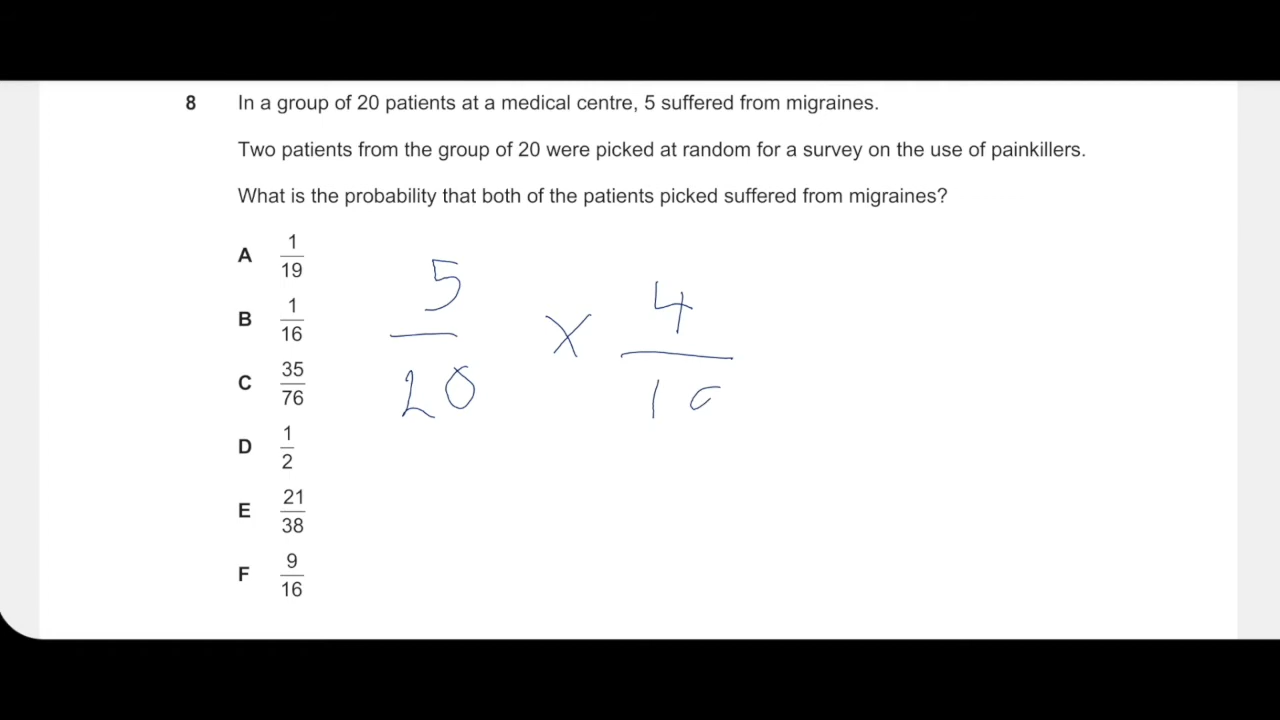 8 In a group of 20 patients at a medical centre, 5 suffered from migraines.
Two patients from the group of 20 were picked at random for a survey on the use of painkillers.
What is the probability that both of the patients picked suffered from migraines?
A 1/19
B 1/16
C 35/76
D 1/2
E 21/38
F 9/16
5/20 × 4/1